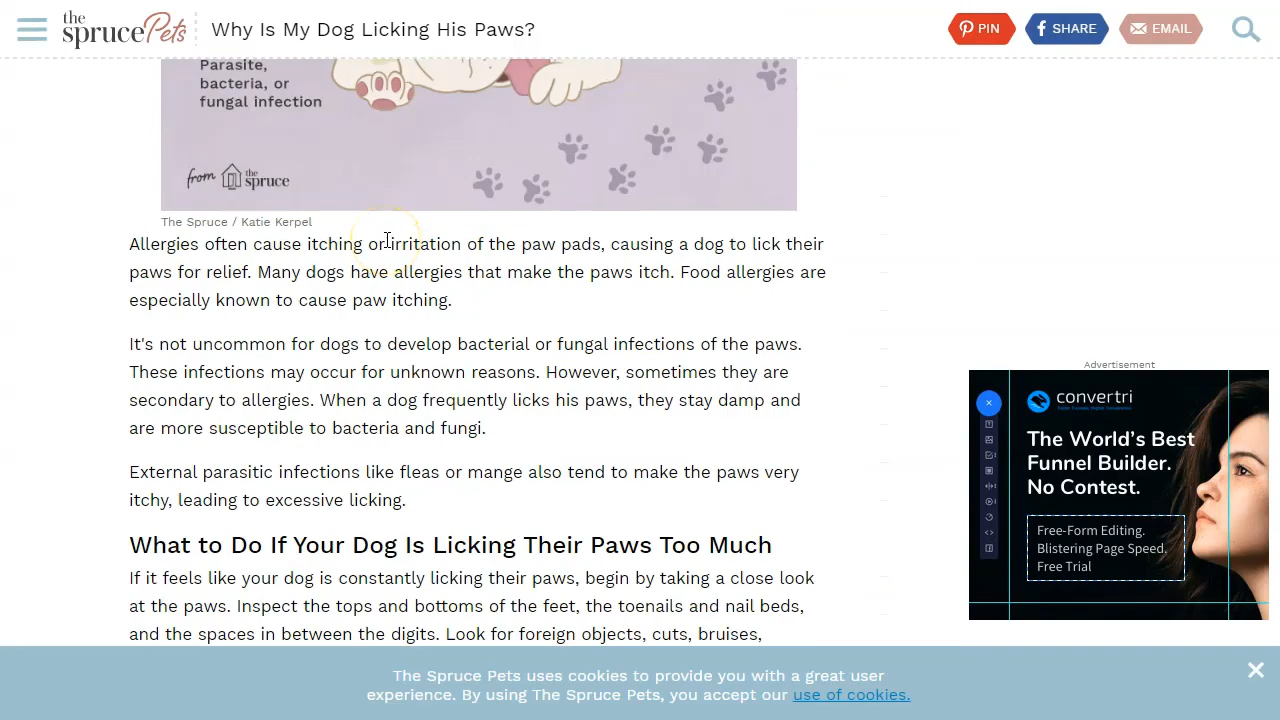 the
sprucePets
Why Is My Dog Licking His Paws?
PIN
SHARE
EMAIL
Parasite,
bacteria, or
fungal infection
from the spruce
The Spruce / Katie Kerpel
Allergies often cause itching or irritation of the paw pads, causing a dog to lick their
paws for relief. Many dogs have allergies that make the paws itch. Food allergies are
especially known to cause paw itching.
It's not uncommon for dogs to develop bacterial or fungal infections of the paws.
These infections may occur for unknown reasons. However, sometimes they are
secondary to allergies. When a dog frequently licks his paws, they stay damp and
are more susceptible to bacteria and fungi.
External parasitic infections like fleas or mange also tend to make the paws very
itchy, leading to excessive licking.
What to Do If Your Dog Is Licking Their Paws Too Much
If it feels like your dog is constantly licking their paws, begin by taking a close look
at the paws. Inspect the tops and bottoms of the feet, the toenails and nail beds,
and the spaces in between the digits. Look for foreign objects, cuts, bruises,
Advertisement
convertri
The World's Best
Funnel Builder.
No Contest.
Free-Form Editing.
Blistering Page Speed.
Free Trial
The Spruce Pets uses cookies to provide you with a great user
experience. By using The Spruce Pets, you accept our use of cookies.